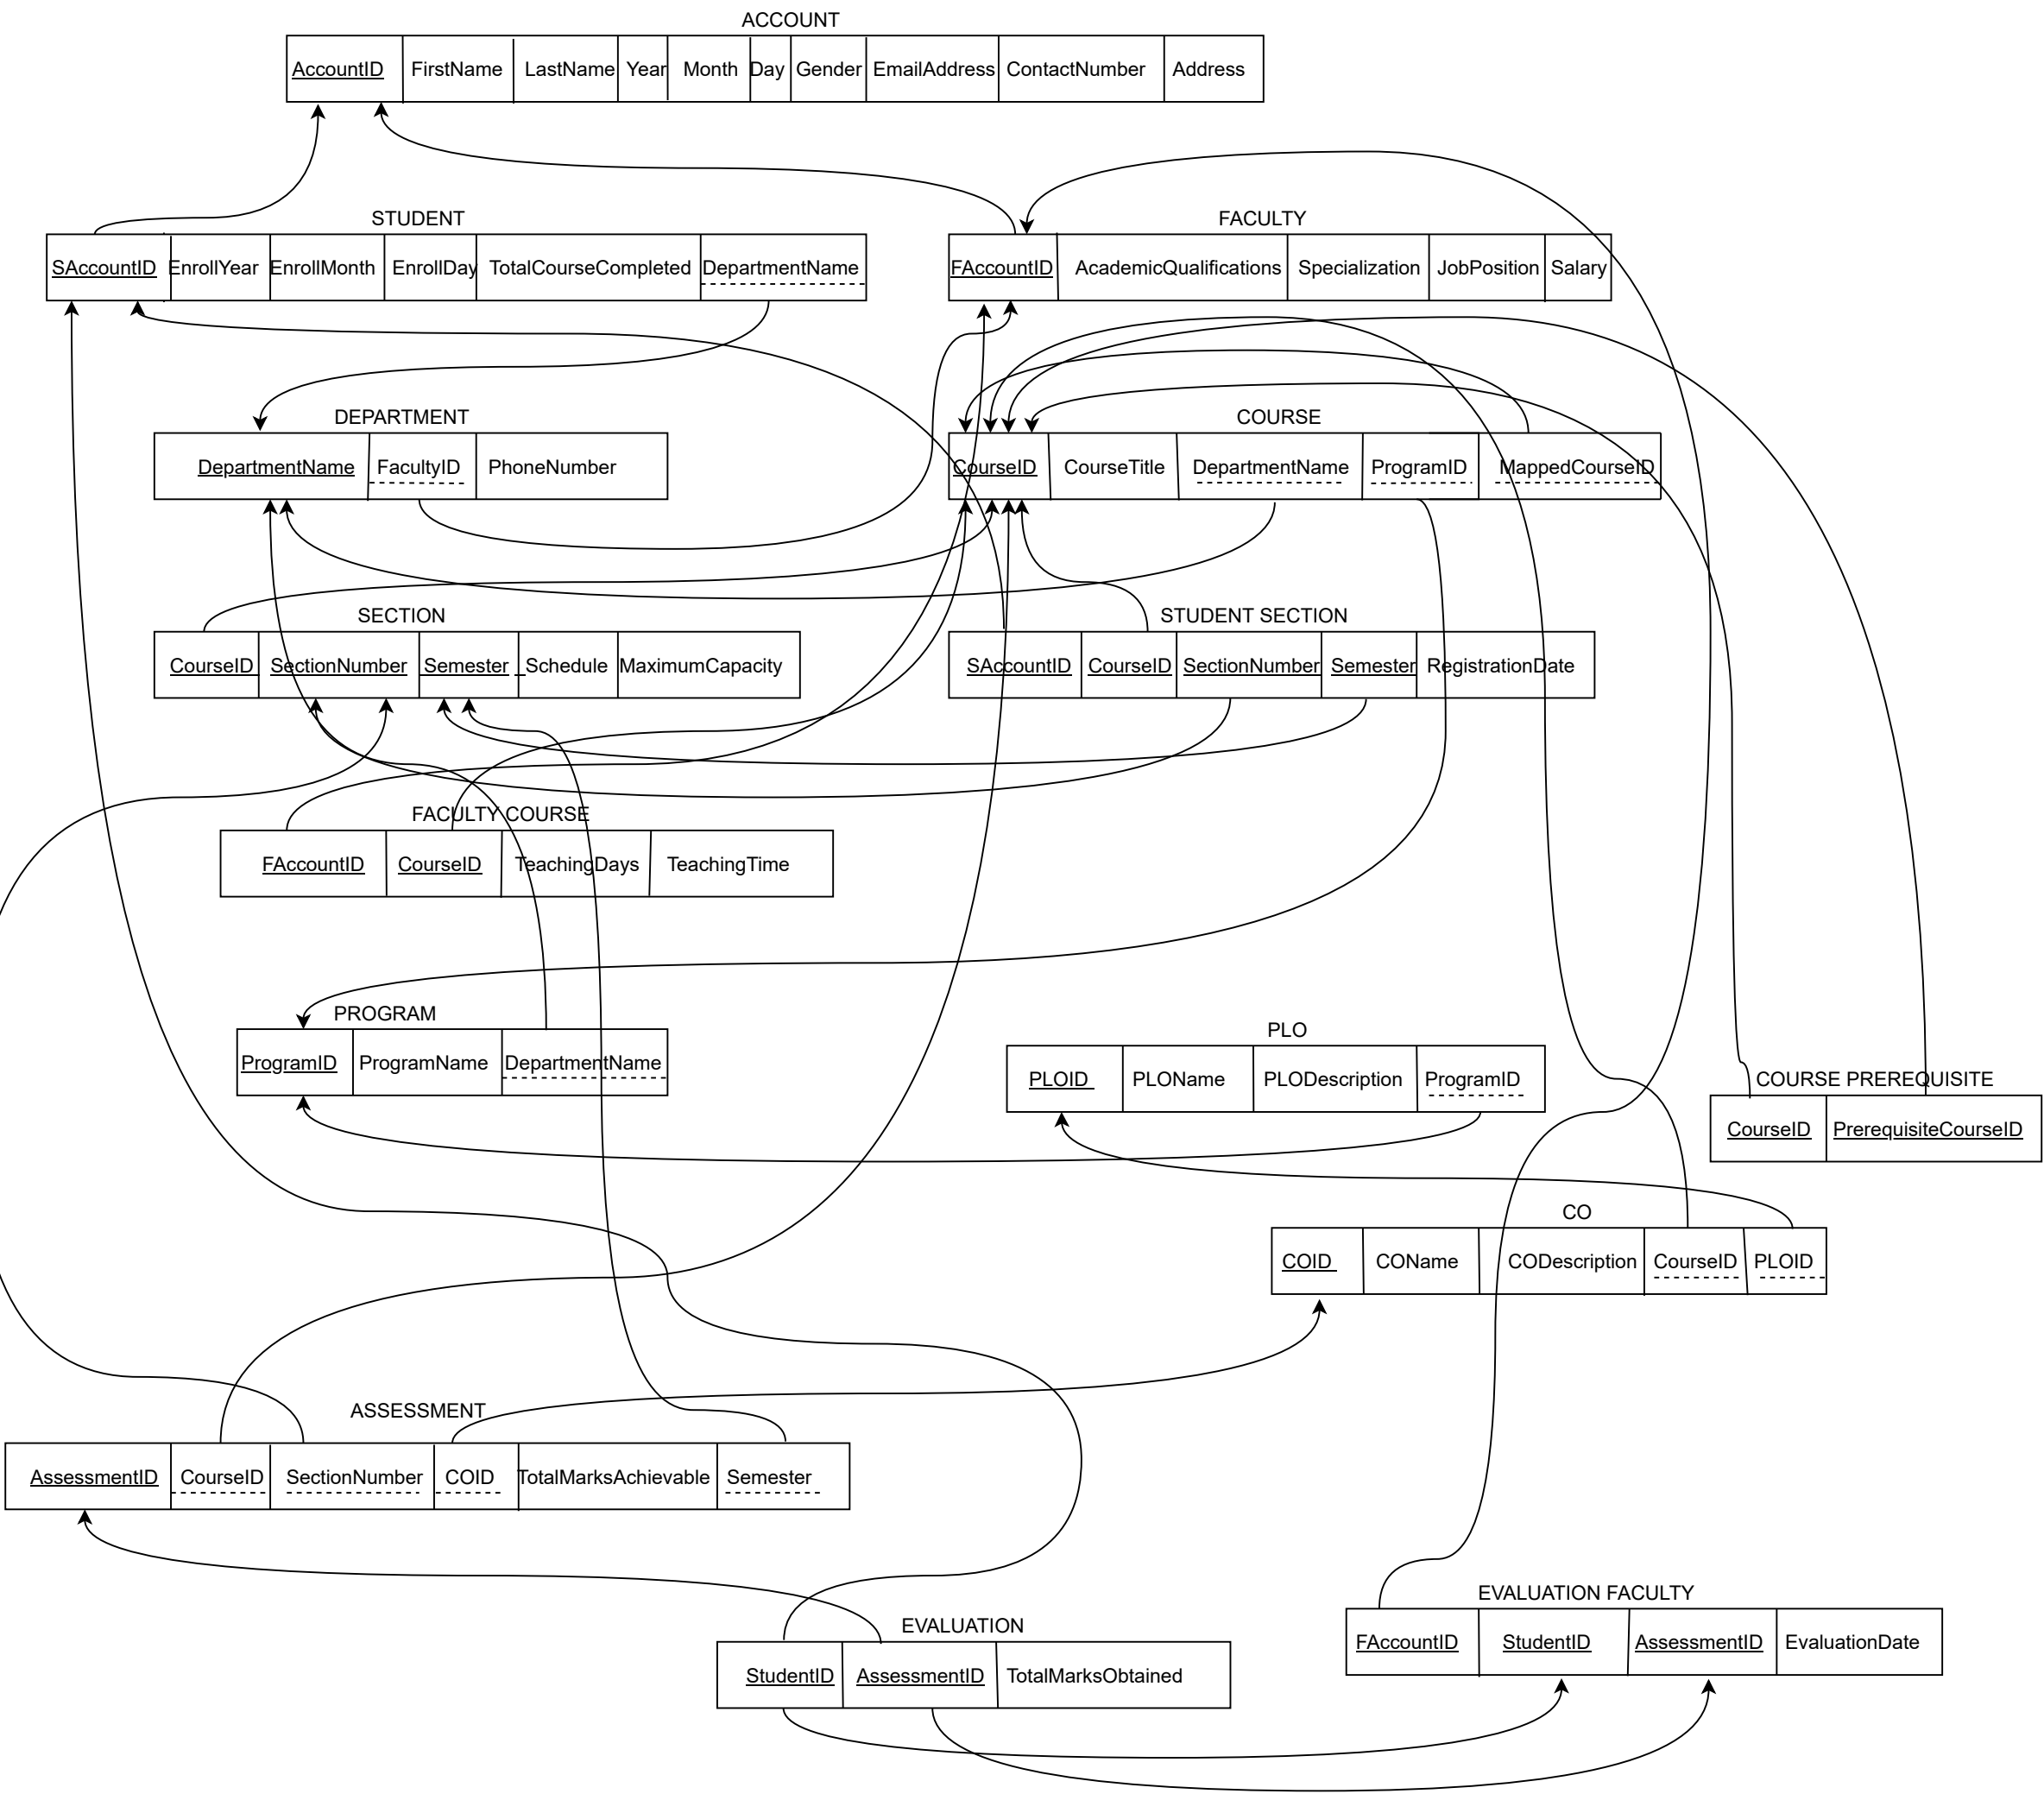 ACCOUNT
AccountID FirstName LastName Year Month Day Gender EmailAddress ContactNumber Address
STUDENT
SAccountID EnrollYear EnrollMonth EnrollDay TotalCourseCompleted DepartmentName
FACULTY
FAccountID AcademicQualifications Specialization JobPosition Salary
DEPARTMENT
DepartmentName FacultyID PhoneNumber
COURSE
CourseID CourseTitle DepartmentName ProgramID MappedCourseID
SECTION
CourseID SectionNumber Semester Schedule MaximumCapacity
STUDENT SECTION
SAccountID CourseID SectionNumber Semester RegistrationDate
FACULTY COURSE
FAccountID CourseID TeachingDays TeachingTime
PROGRAM
ProgramID ProgramName DepartmentName
PLO
PLOID PLOName PLODescription ProgramID
COURSE PREREQUISITE
CourseID PrerequisiteCourseID
CO
COID COName CODescription CourseID PLOID
ASSESSMENT
AssessmentID CourseID SectionNumber COID TotalMarksAchievable Semester
EVALUATION FACULTY
FAccountID StudentID AssessmentID EvaluationDate
EVALUATION
StudentID AssessmentID TotalMarksObtained